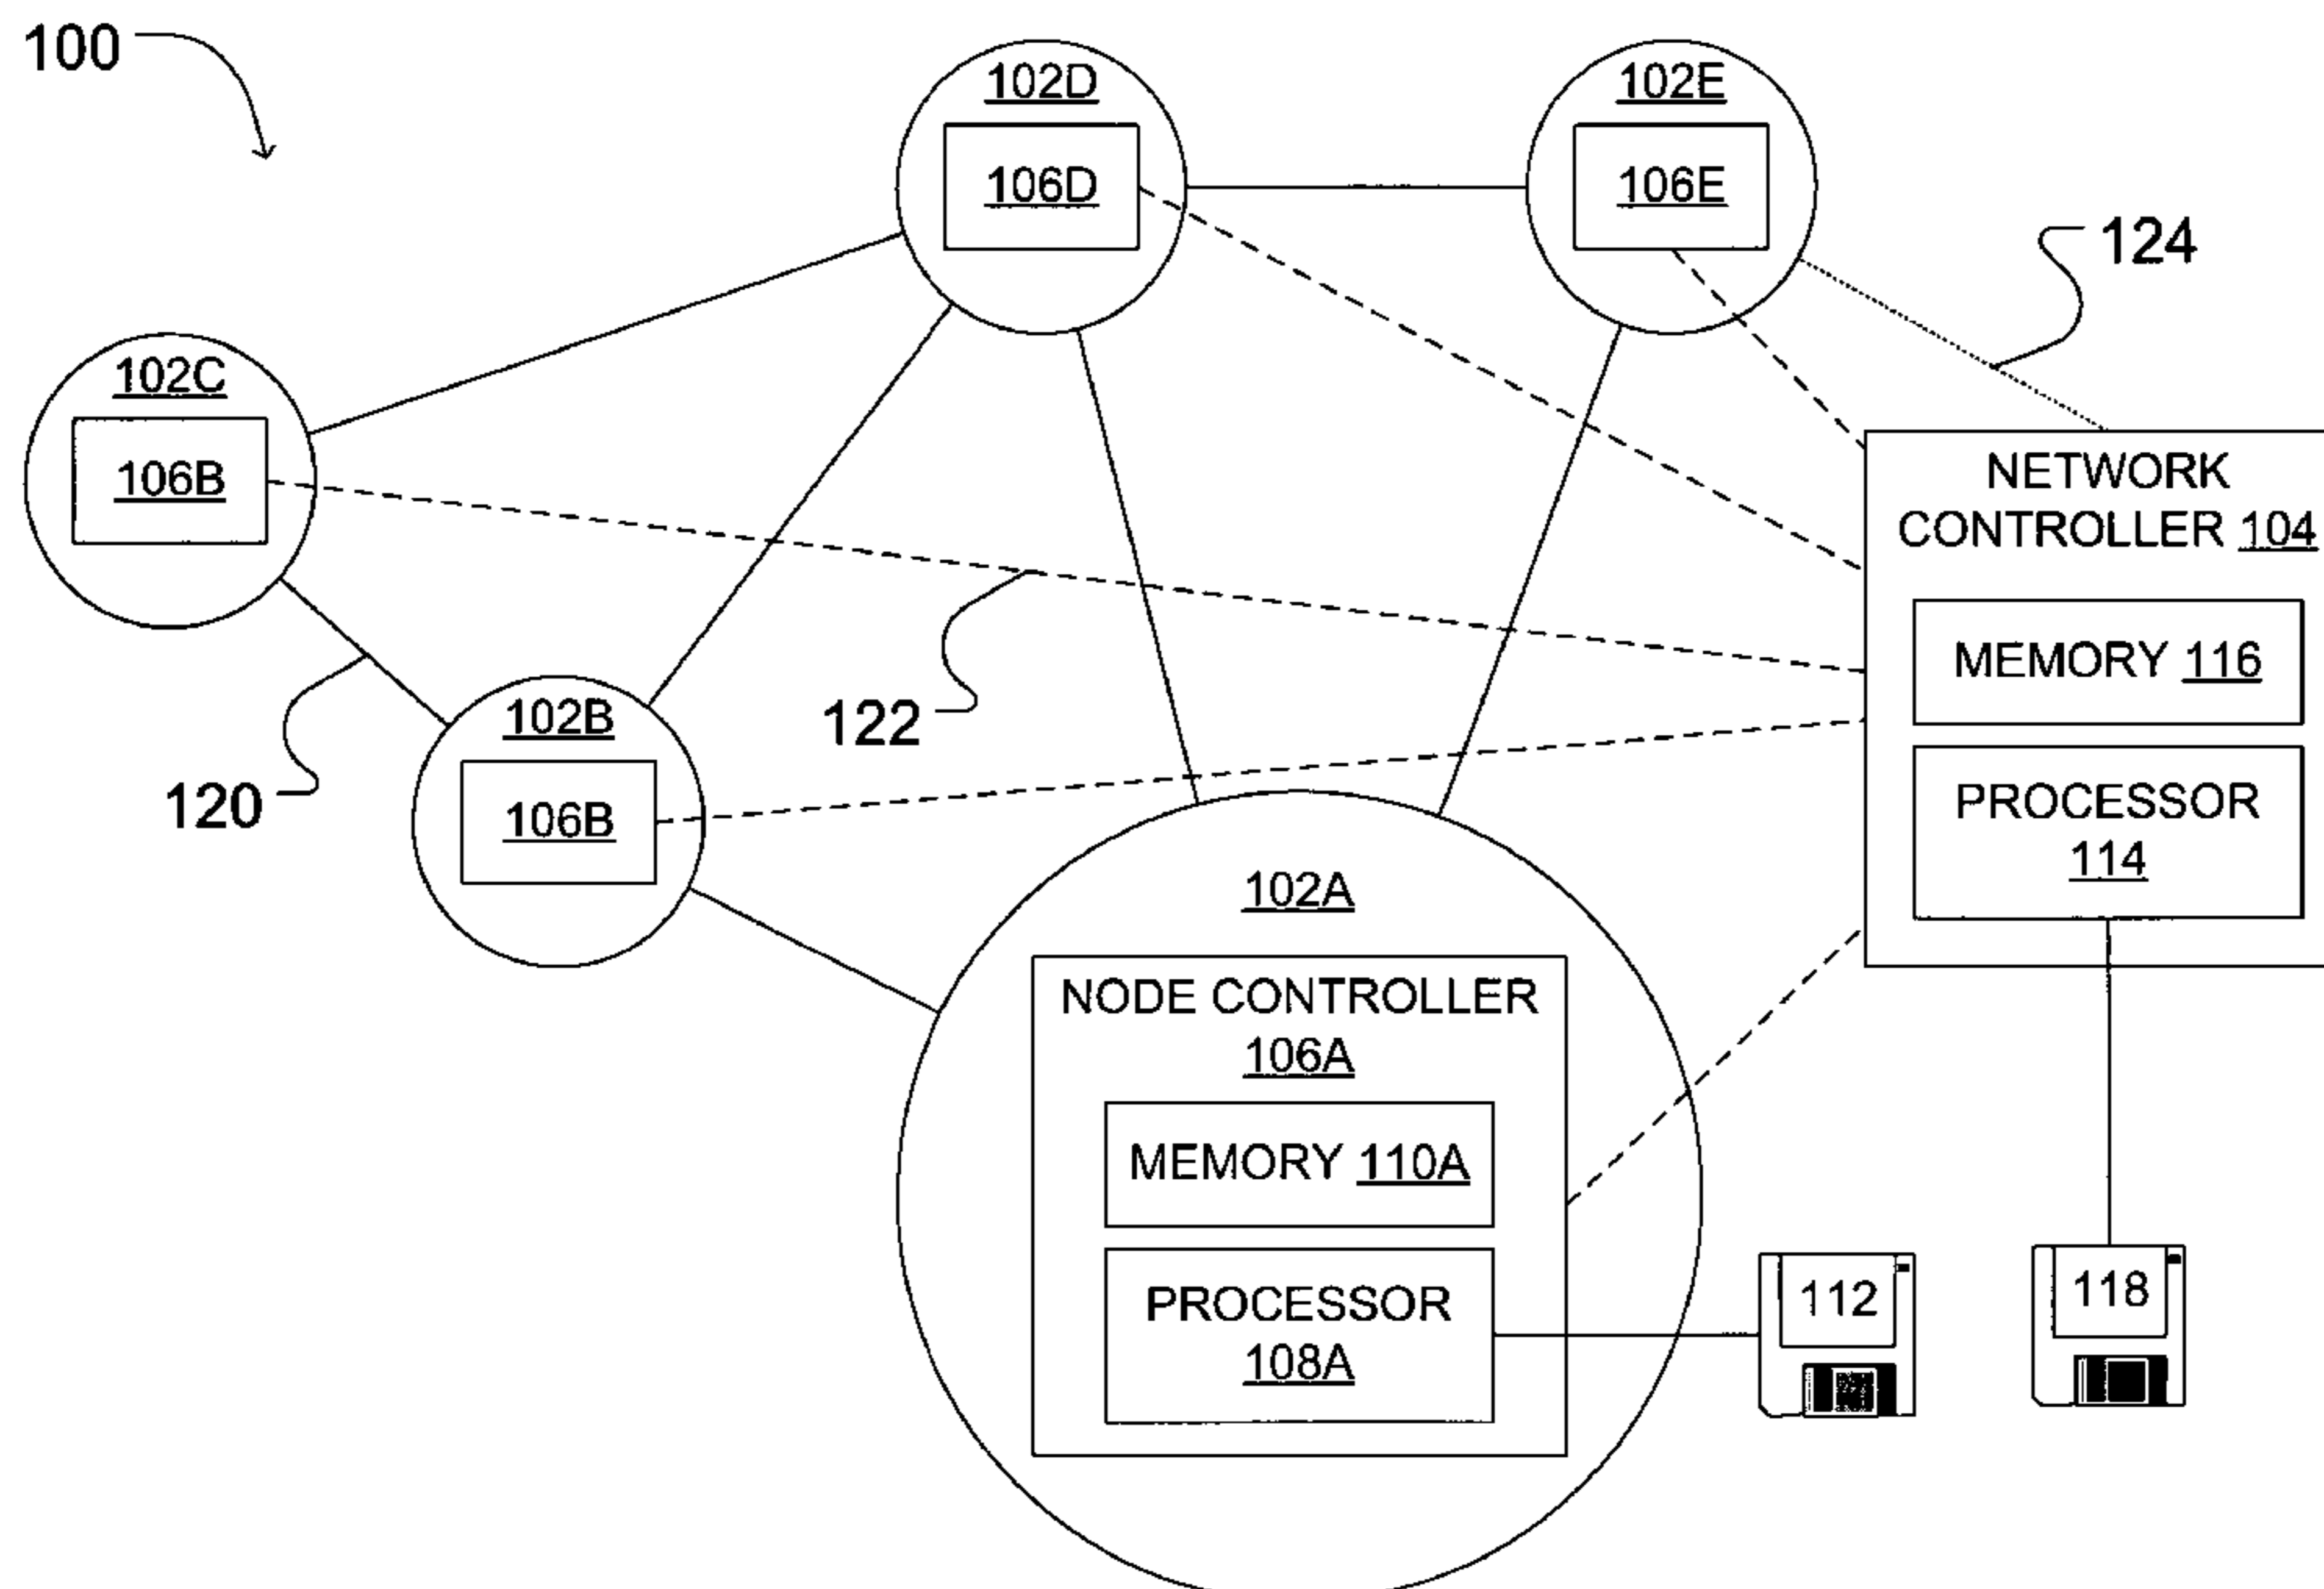 100
102D
106D
102E
106E
124
102C
106B
NETWORK
CONTROLLER 104
MEMORY 116
PROCESSOR
114
122
102B
106B
120
102A
NODE CONTROLLER
106A
MEMORY 110A
PROCESSOR
108A
112
118